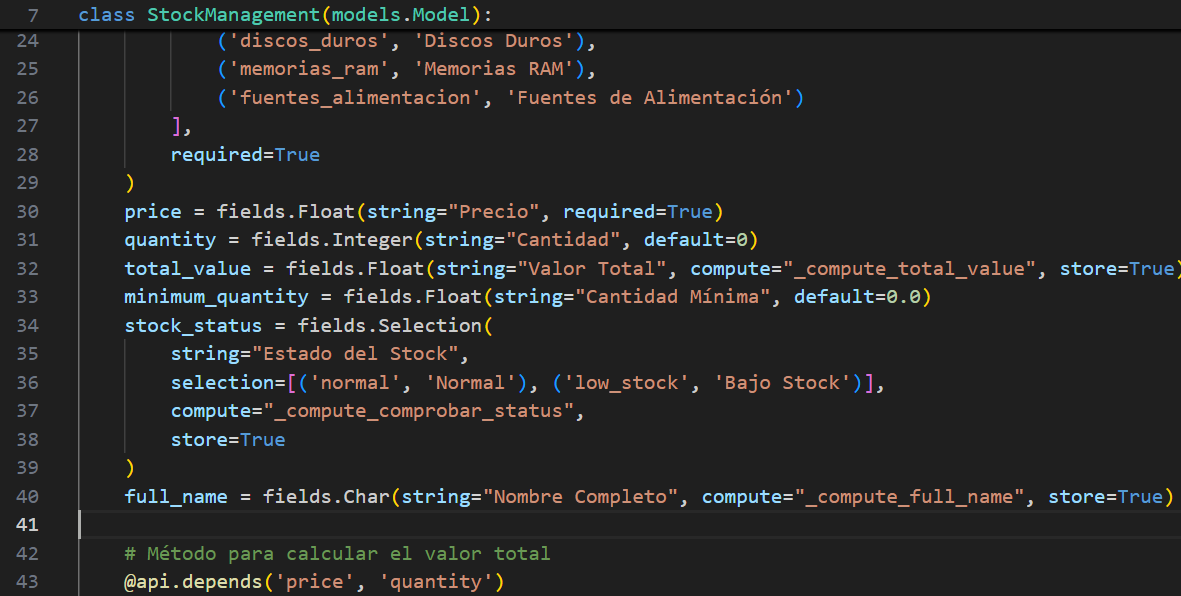 7 class StockManagement(models.Model):
24 ('discos_duros', 'Discos Duros'),
25 ('memorias_ram', 'Memorias RAM'),
26 ('fuentes_alimentacion', 'Fuentes de Alimentación')
27 ],
28 required=True
29 )
30 price = fields.Float(string="Precio", required=True)
31 quantity = fields.Integer(string="Cantidad", default=0)
32 total_value = fields.Float(string="Valor Total", compute="_compute_total_value", store=True)
33 minimum_quantity = fields.Float(string="Cantidad Mínima", default=0.0)
34 stock_status = fields.Selection(
35 string="Estado del Stock",
36 selection=[('normal', 'Normal'), ('low_stock', 'Bajo Stock')],
37 compute="_compute_comprobar_status",
38 store=True
39 )
40 full_name = fields.Char(string="Nombre Completo", compute="_compute_full_name", store=True)
41
42 # Método para calcular el valor total
43 @api.depends('price', 'quantity')